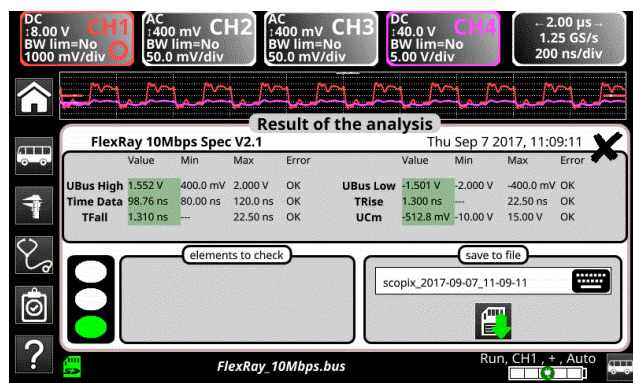 DC
↕8.00 V CH1
BW lim=No
1000 mV/div
AC
↕400 mV CH2
BW lim=No
50.0 mV/div
AC
↕400 mV CH3
BW lim=No
50.0 mV/div
DC
↕40.0 V CH4
BW lim=No
5.00 V/div
←2.00 µs→
1.25 GS/s
200 ns/div
Result of the analysis
FlexRay 10Mbps Spec V2.1 Thu Sep 7 2017, 11:09:11
Value Min Max Error Value Min Max Error
UBus High 1.552 V 400.0 mV 2.000 V OK UBus Low -1.501 V -2.000 V -400.0 mV OK
Time Data 98.76 ns 80.00 ns 120.0 ns OK TRise 1.300 ns --- 22.50 ns OK
TFall 1.310 ns --- 22.50 ns OK UCm -512.8 mV -10.00 V 15.00 V OK
elements to check
save to file
scopix_2017-09-07_11-09-11
?
FlexRay_10Mbps.bus
Run, CH1 , + , Auto